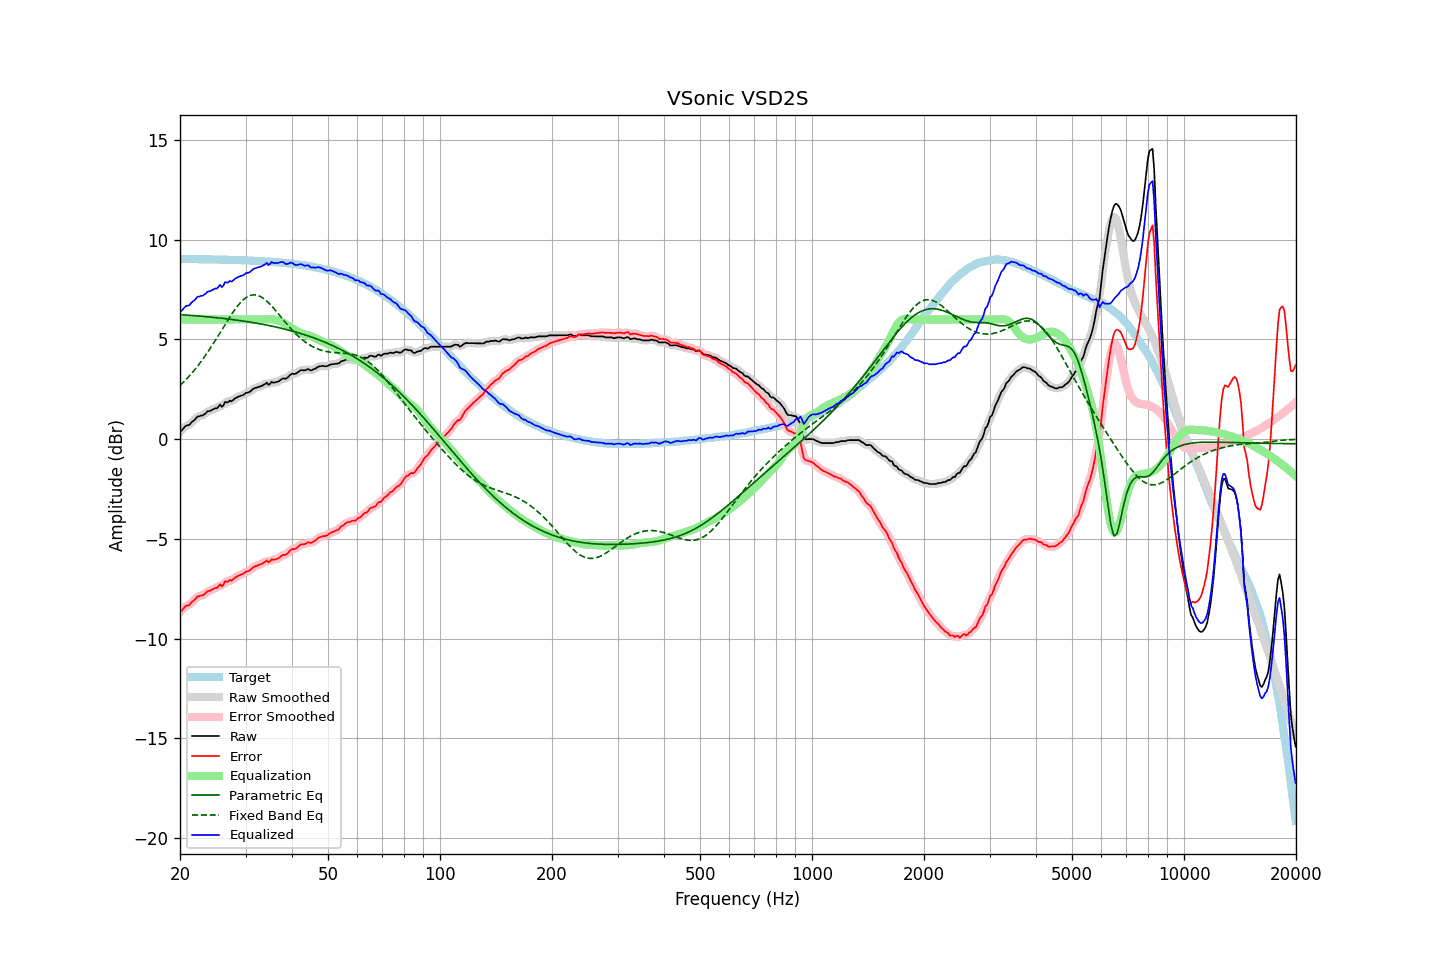 VSonic VSD2S
Amplitude (dBr)
15
10
5
0
−5
−10
−15
−20
Target
Raw Smoothed
Error Smoothed
Raw
Error
Equalization
Parametric Eq
Fixed Band Eq
Equalized
20 50 100 200 500 1000 2000 5000 10000 20000
Frequency (Hz)